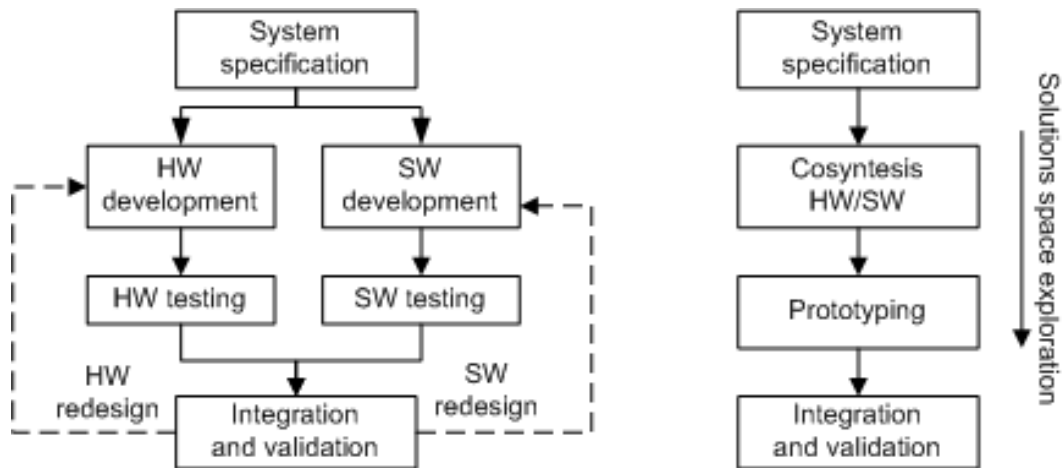 System
specification
HW
development
SW
development
HW testing
SW testing
HW
redesign
SW
redesign
Integration
and validation
System
specification
Cosyntesis
HW/SW
Prototyping
Integration
and validation
Solutions space exploration